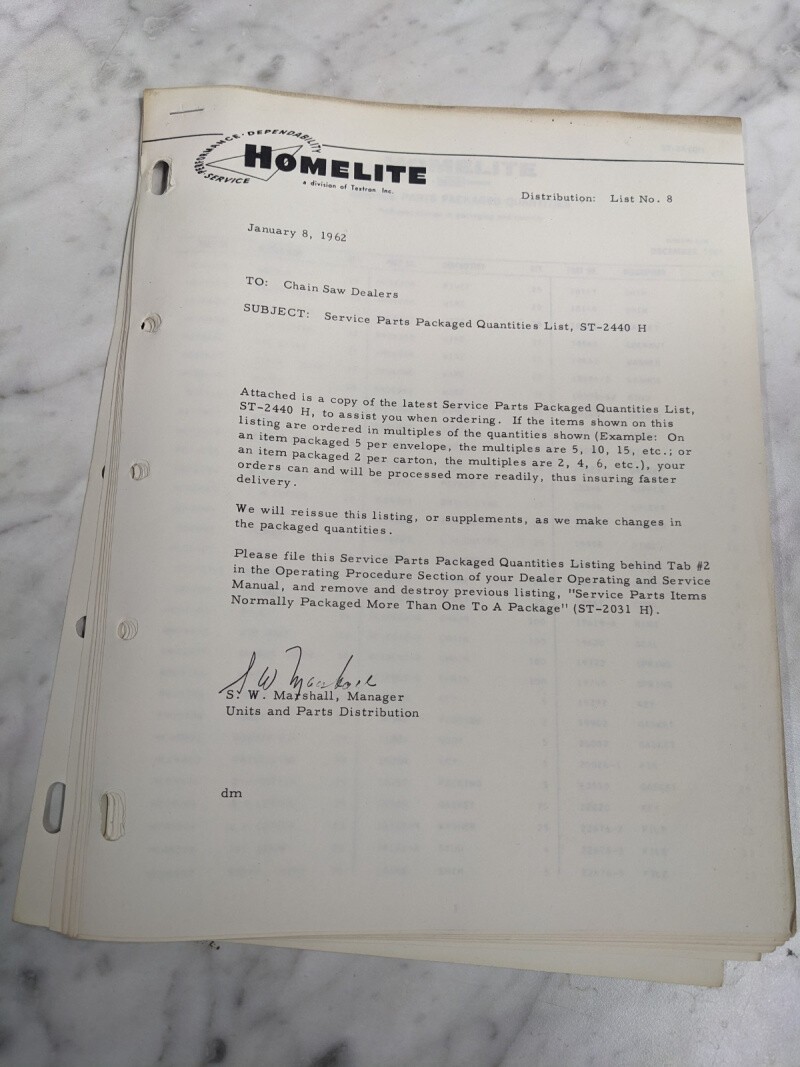 PERFORMANCE · DEPENDABILITY
SERVICE
HOMELITE
a division of Textron Inc.
Distribution: List No. 8
January 8, 1962
TO: Chain Saw Dealers
SUBJECT: Service Parts Packaged Quantities List, ST-2440 H
Attached is a copy of the latest Service Parts Packaged Quantities List,
ST-2440 H, to assist you when ordering. If the items shown on this
listing are ordered in multiples of the quantities shown (Example: On
an item packaged 5 per envelope, the multiples are 5, 10, 15, etc.; or
an item packaged 2 per carton, the multiples are 2, 4, 6, etc.), your
orders can and will be processed more readily, thus insuring faster
delivery.
We will reissue this listing, or supplements, as we make changes in
the packaged quantities.
Please file this Service Parts Packaged Quantities Listing behind Tab #2
in the Operating Procedure Section of your Dealer Operating and Service
Manual, and remove and destroy previous listing, "Service Parts Items
Normally Packaged More Than One To A Package" (ST-2031 H).
S W Marshall
S. W. Marshall, Manager
Units and Parts Distribution
dm